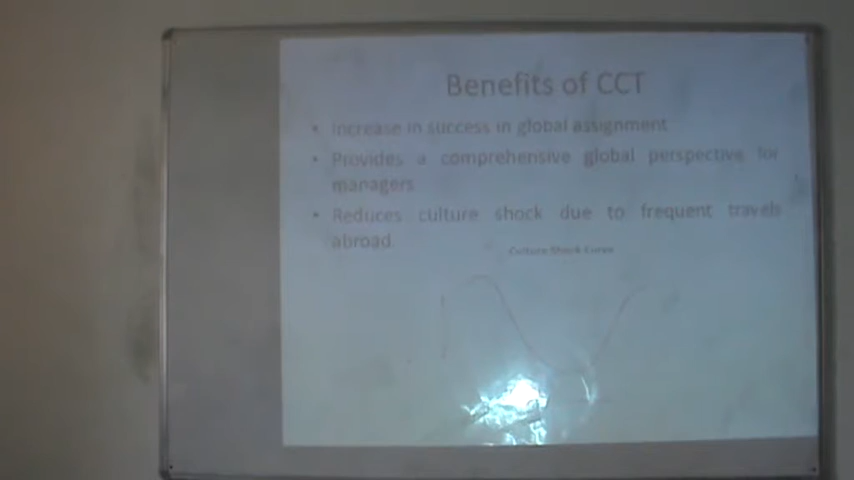 Benefits of CCT
• Increase in success in global assignment
• Provides a comprehensive global perspective for
managers
• Reduces culture shock due to frequent travels
abroad
Culture Shock Curve